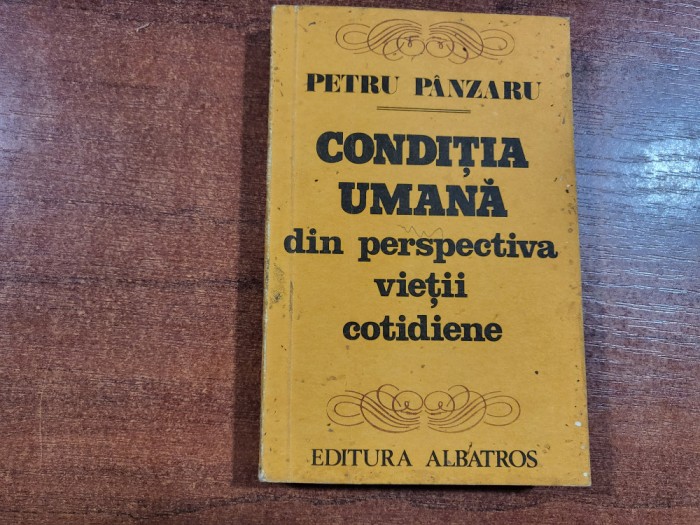 PETRU PÂNZARU
CONDIȚIA
UMANĂ
din perspectiva
vieții
cotidiene
EDITURA ALBATROS